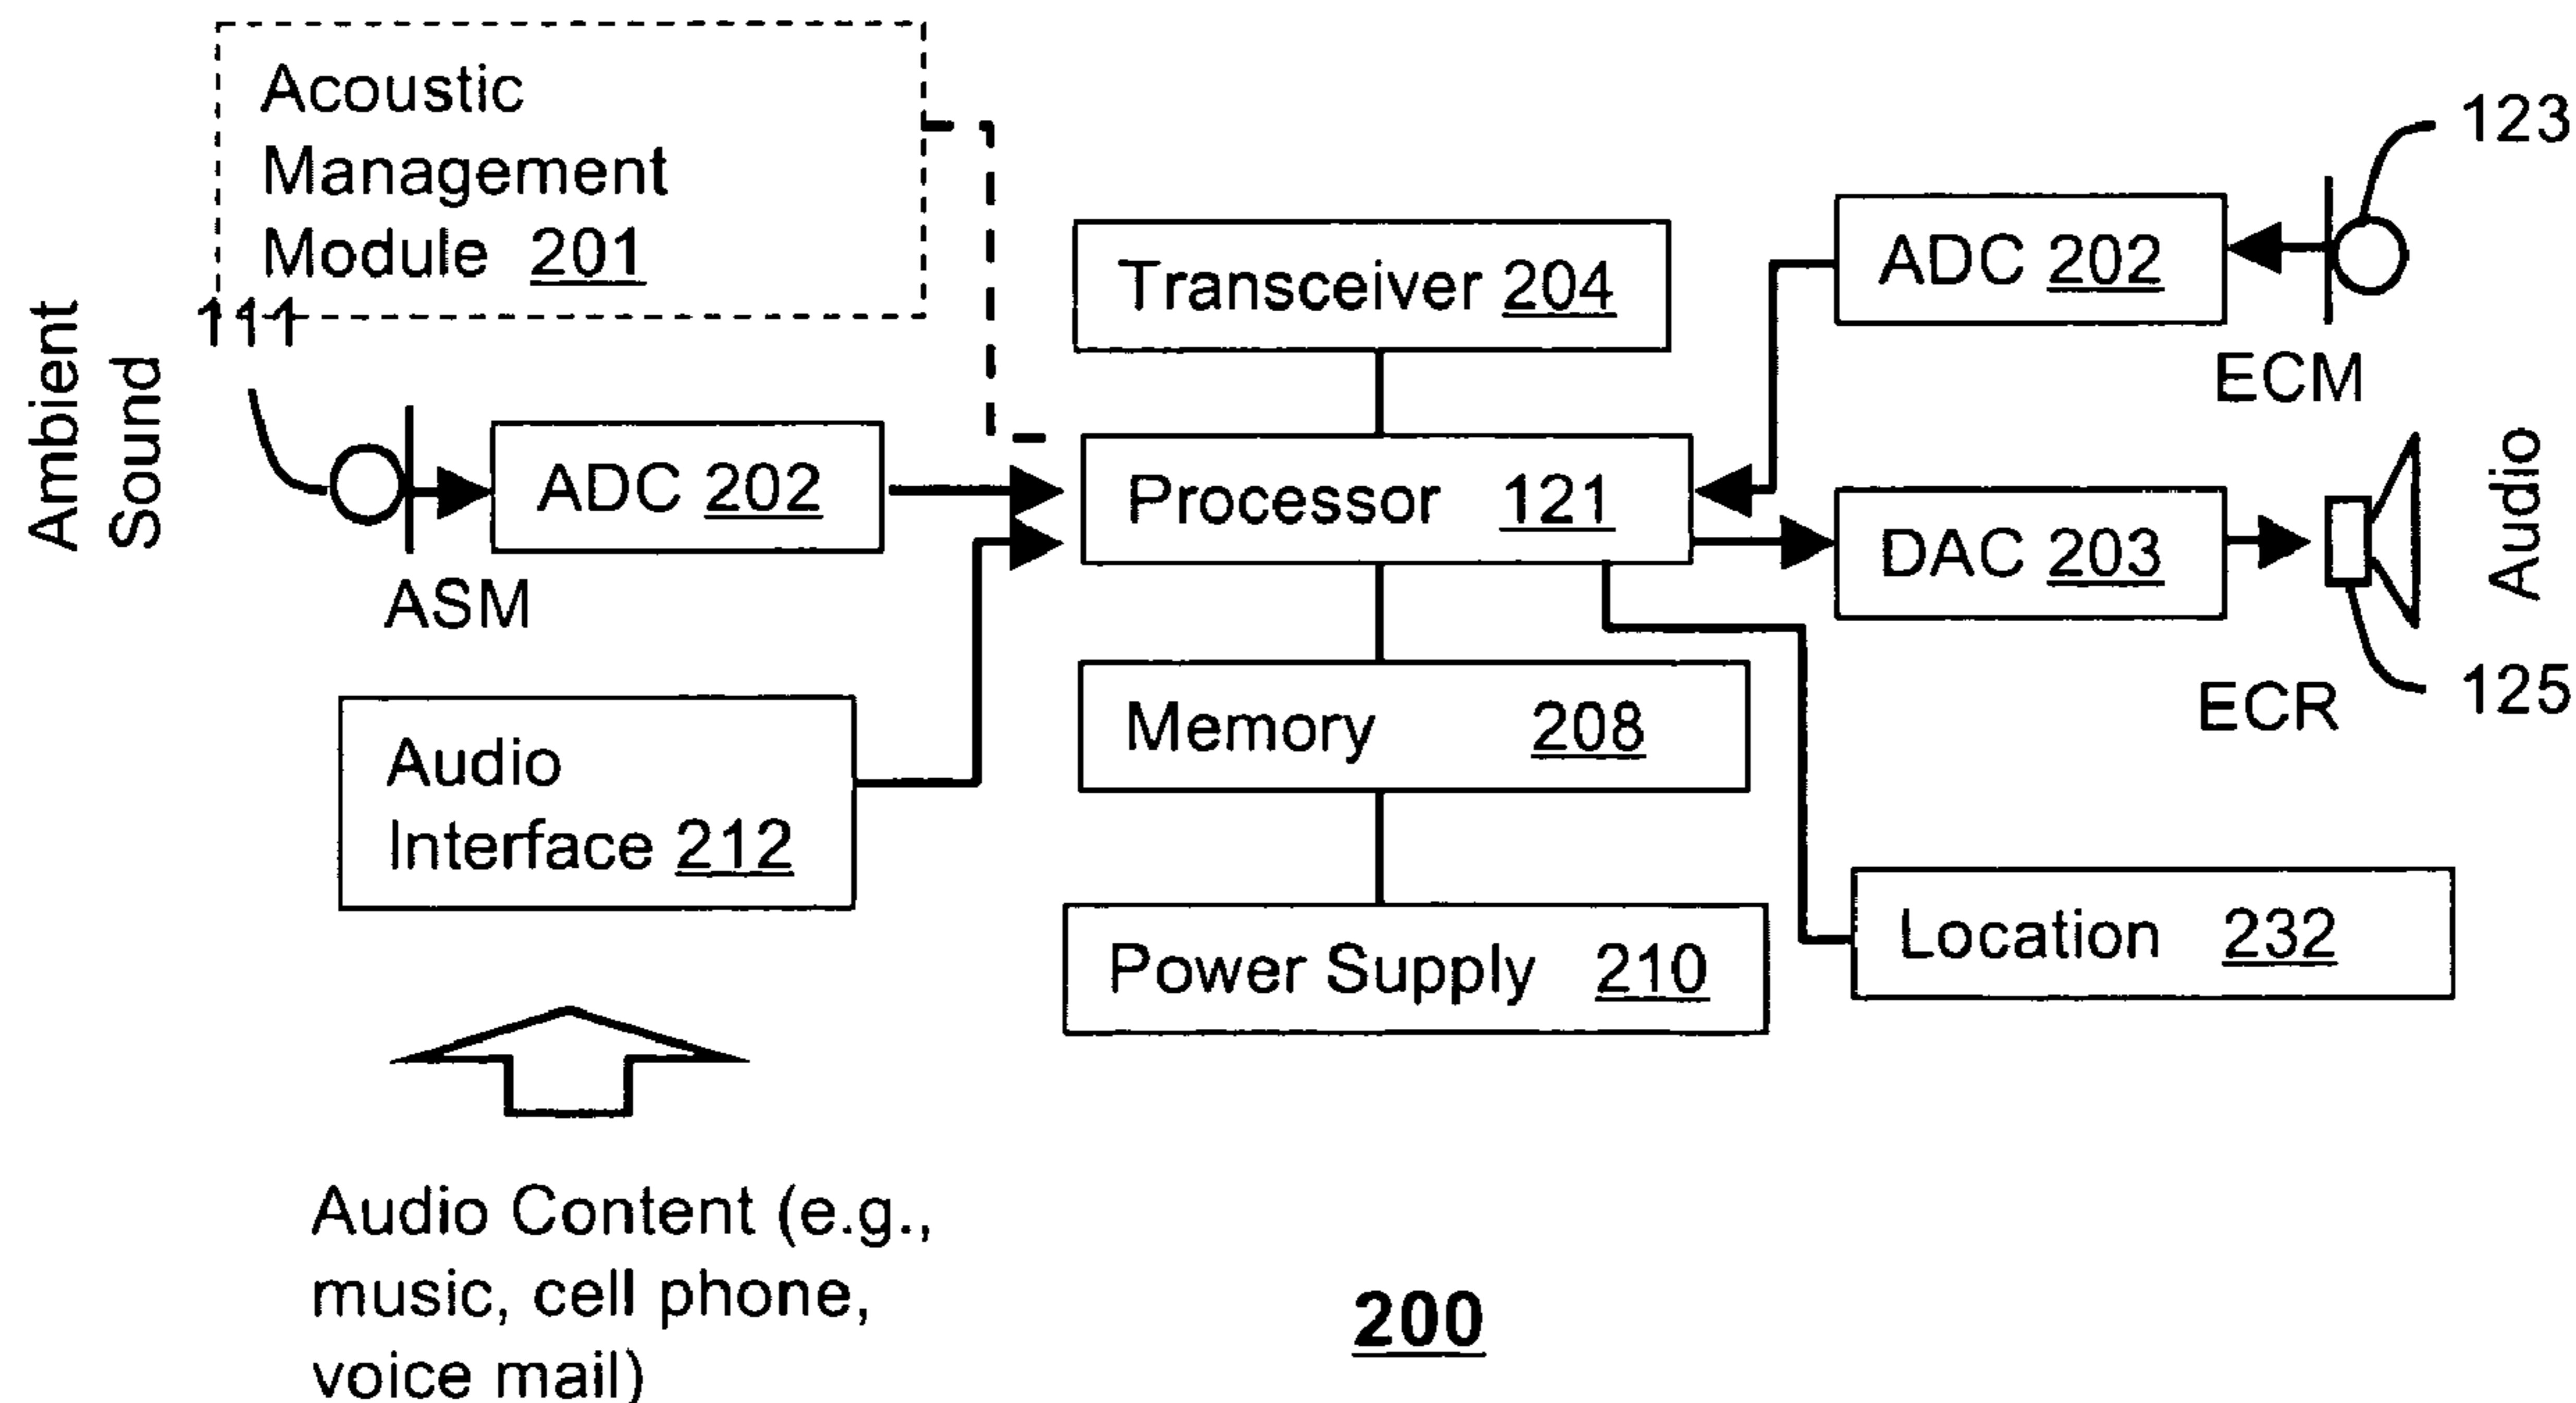 Acoustic
Management
Module 201
111
Ambient
Sound
ADC 202
ASM
Transceiver 204
ADC 202
123
ECM
Processor 121
DAC 203
Audio
ECR
125
Memory 208
Audio
Interface 212
Power Supply 210
Location 232
Audio Content (e.g.,
music, cell phone,
voice mail)
200